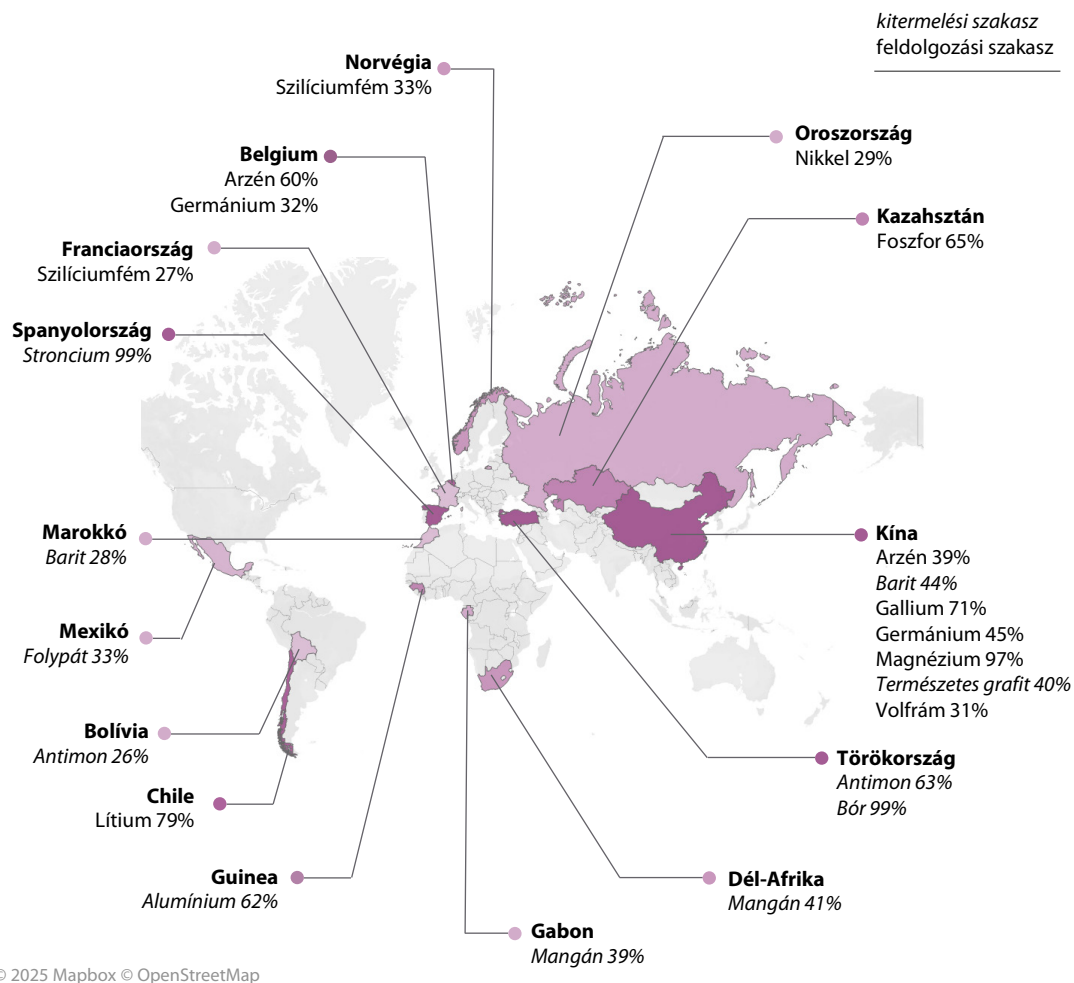 kitermelési szakasz
feldolgozási szakasz
Norvégia
Szilíciumfém 33%
Belgium
Arzén 60%
Germánium 32%
Franciaország
Szilíciumfém 27%
Spanyolország
Stroncium 99%
Marokkó
Barit 28%
Mexikó
Folypát 33%
Bolívia
Antimon 26%
Chile
Lítium 79%
Guinea
Alumínium 62%
Gabon
Mangán 39%
Dél-Afrika
Mangán 41%
Törökország
Antimon 63%
Bór 99%
Kína
Arzén 39%
Barit 44%
Gallium 71%
Germánium 45%
Magnézium 97%
Természetes grafit 40%
Volfrám 31%
Kazahsztán
Foszfor 65%
Oroszország
Nikkel 29%
© 2025 Mapbox © OpenStreetMap